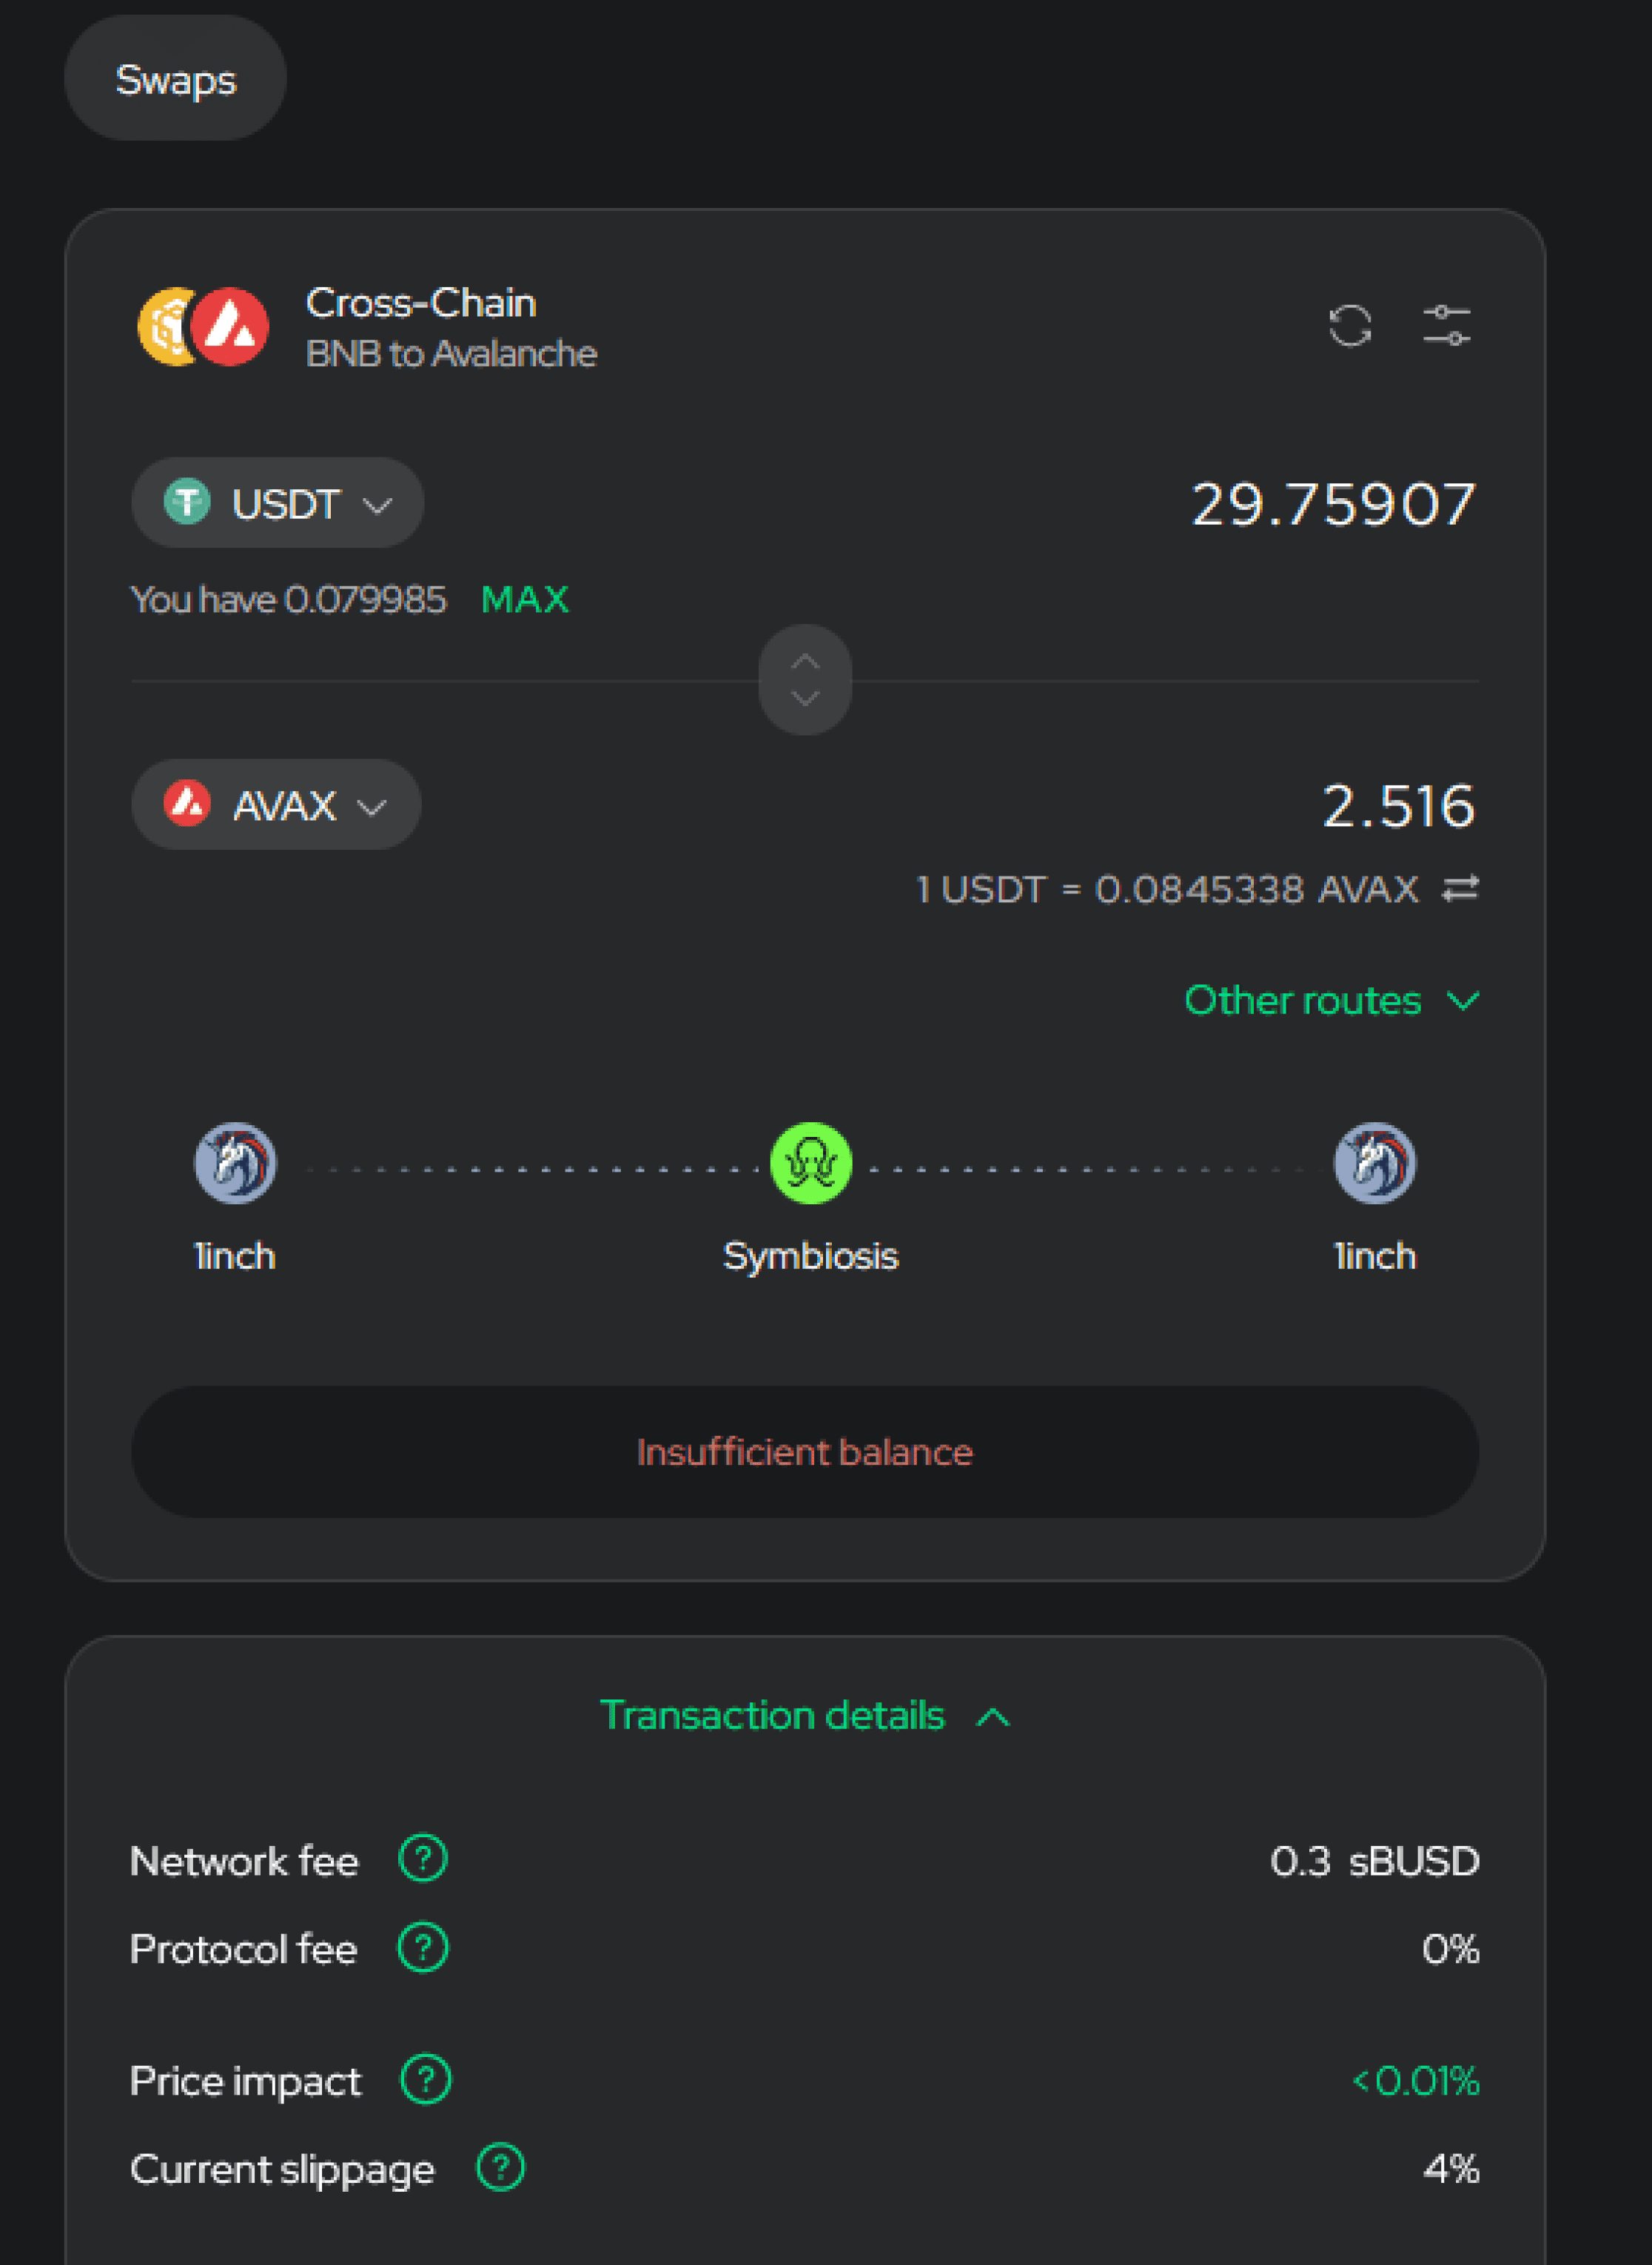 Swaps
Cross-Chain
BNB to Avalanche
USDT 29.75907
You have 0.079985 MAX
AVAX 2.516
1 USDT = 0.0845338 AVAX
Other routes
1inch Symbiosis 1inch
Insufficient balance
Transaction details
Network fee ? 0.3 sBUSD
Protocol fee ? 0%
Price impact ? <0.01%
Current slippage ? 4%